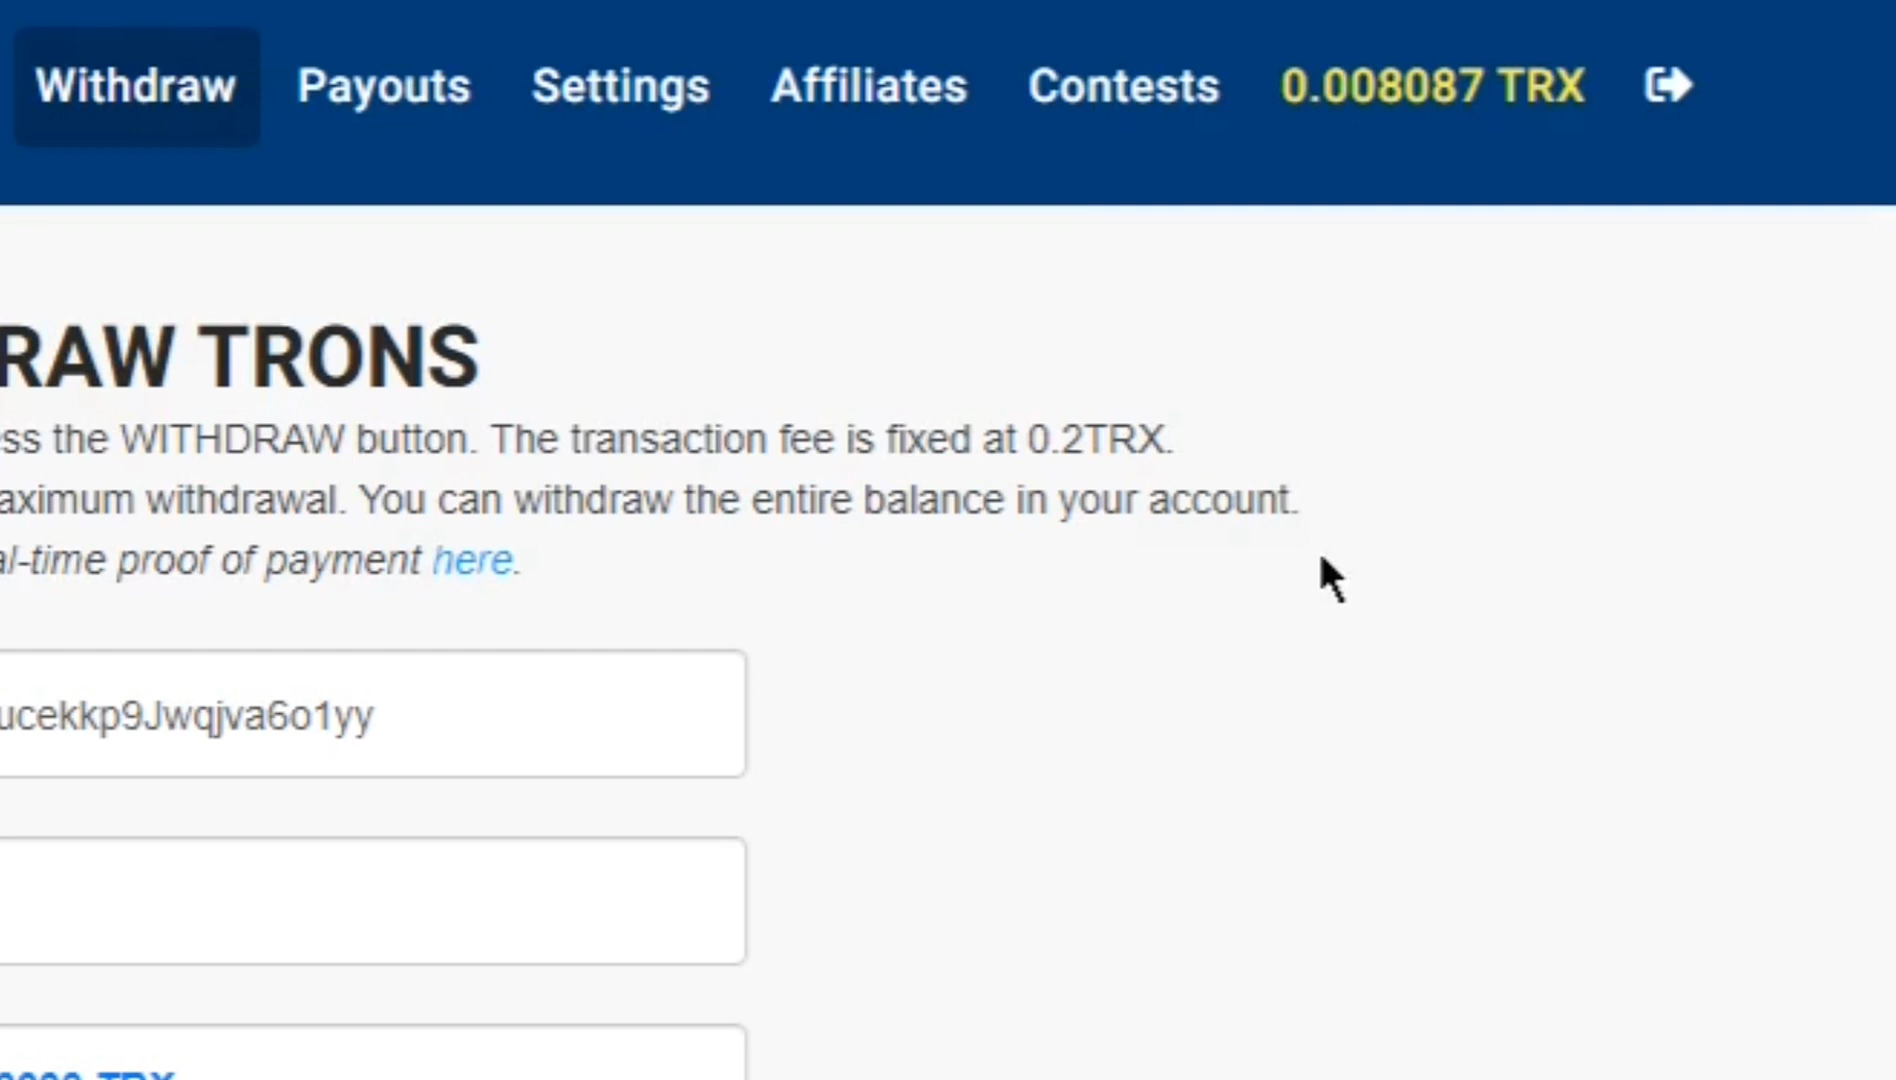 Withdraw Payouts Settings Affiliates Contests 0.008087 TRX
RAW TRONS
ess the WITHDRAW button. The transaction fee is fixed at 0.2TRX.
aximum withdrawal. You can withdraw the entire balance in your account.
al-time proof of payment here.
ucekkp9Jwqjva6o1yy
TRX